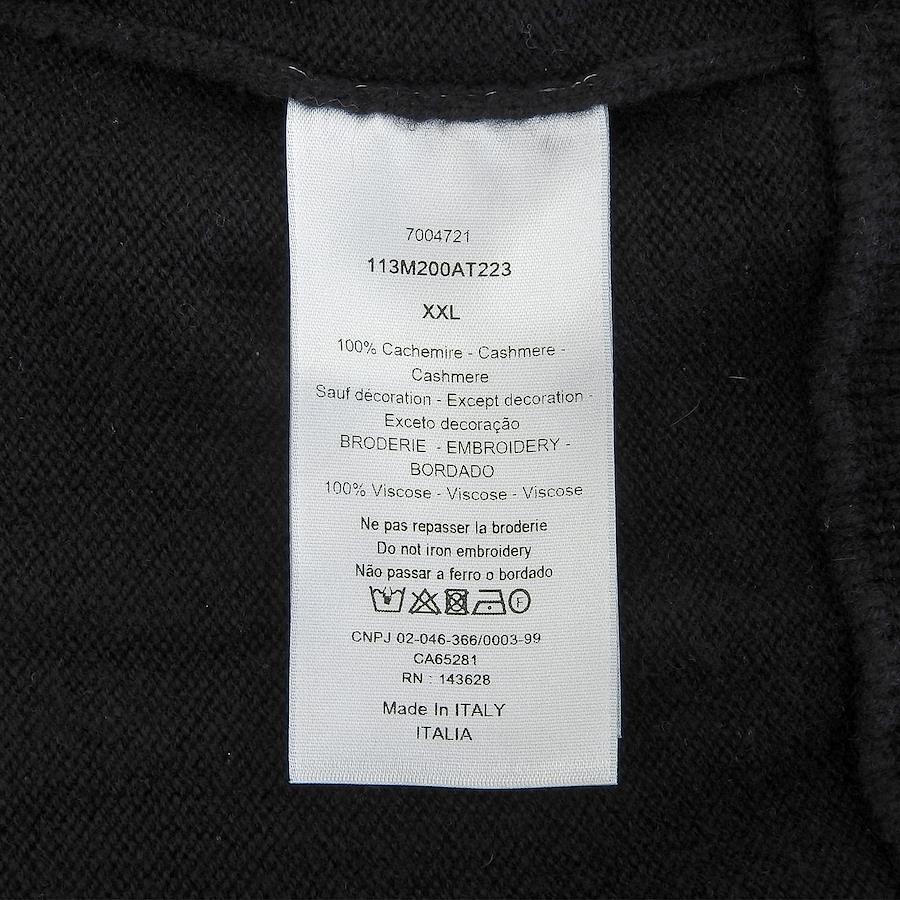 7004721
113M200AT223
XXL
100% Cachemire - Cashmere -
Cashmere
Sauf décoration - Except decoration -
Exceto decoração
BRODERIE - EMBROIDERY -
BORDADO
100% Viscose - Viscose - Viscose
Ne pas repasser la broderie
Do not iron embroidery
Não passar a ferro o bordado
F
CNPJ 02-046-366/0003-99
CA65281
RN : 143628
Made In ITALY
ITALIA